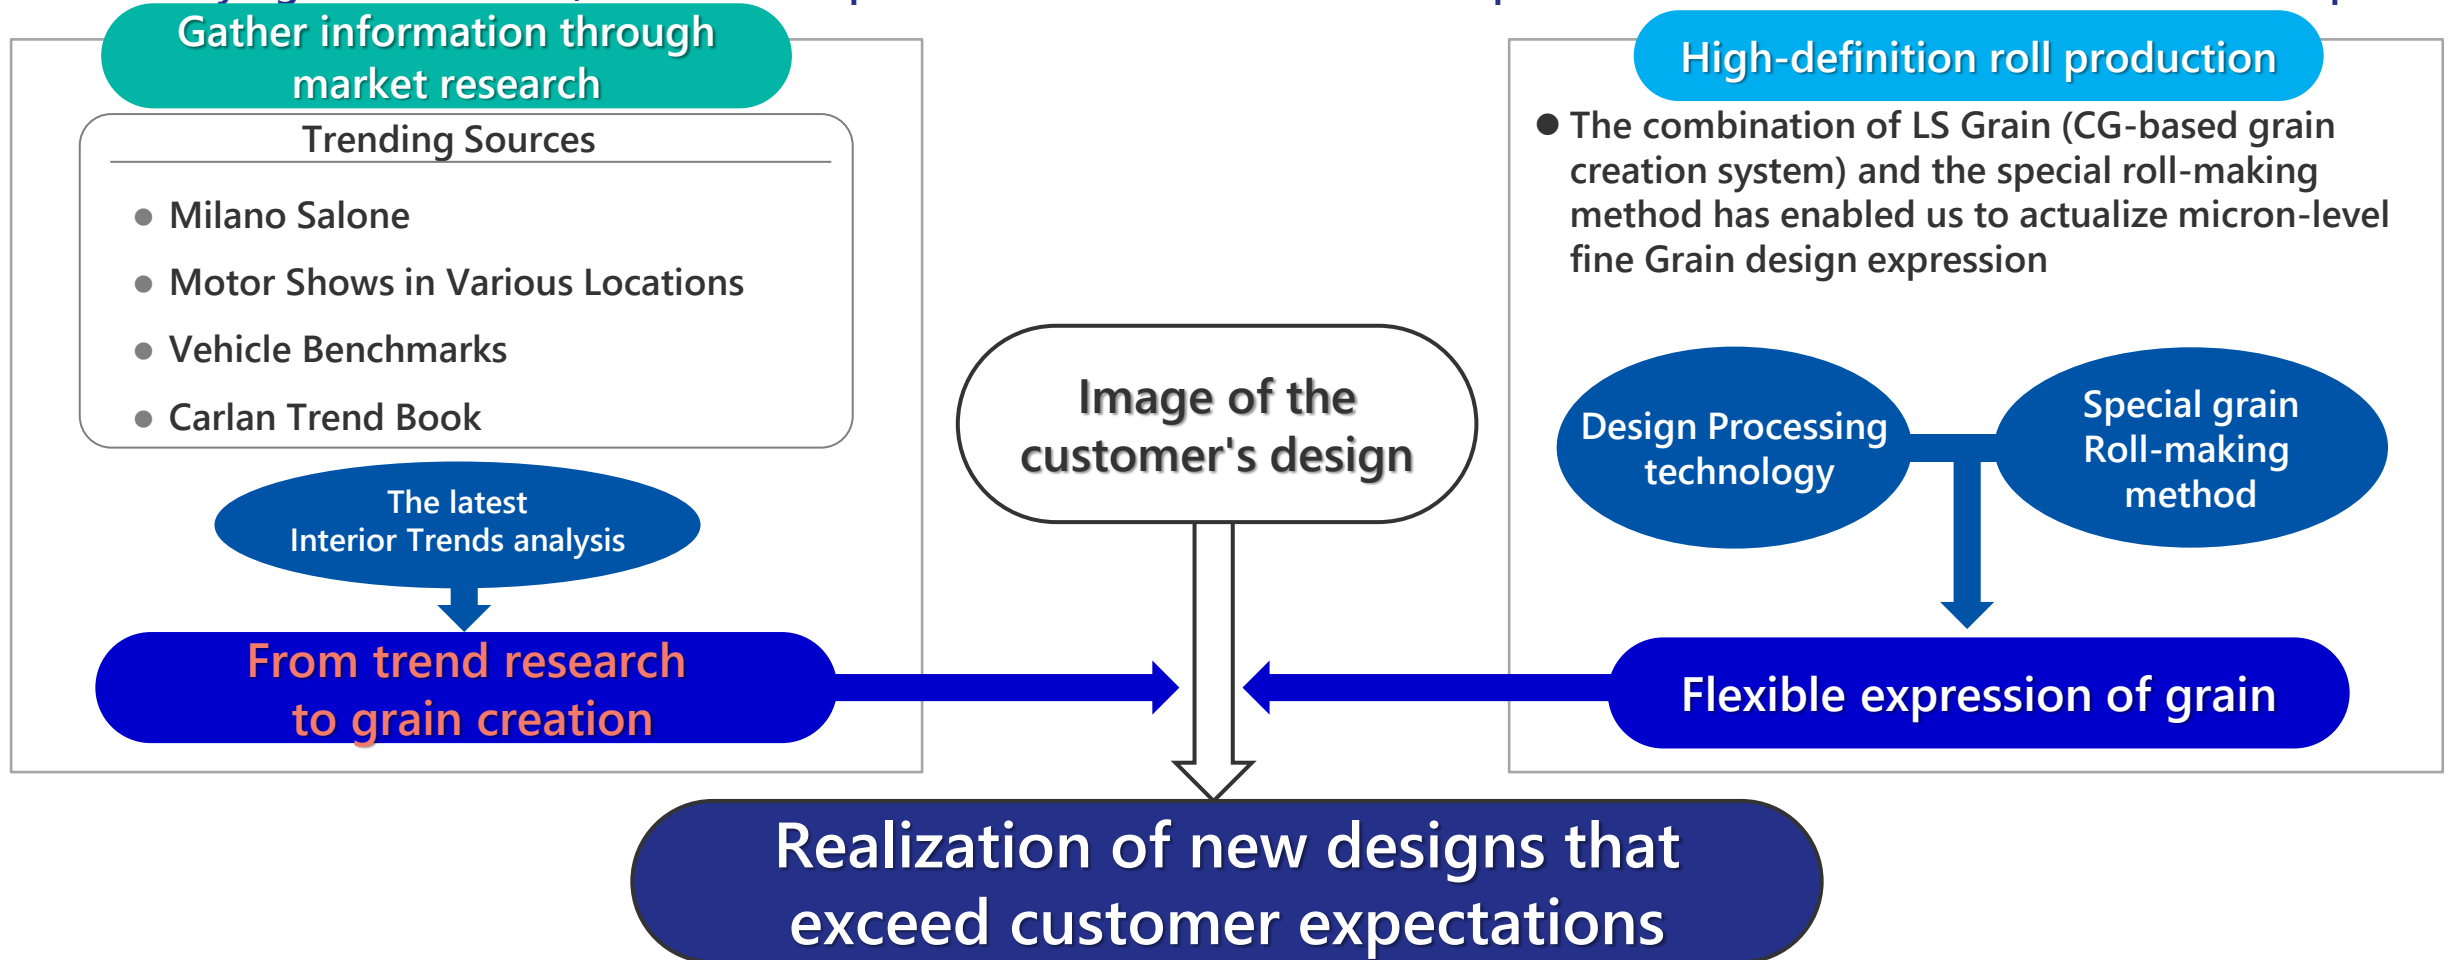 Gather information through
market research
Trending Sources
● Milano Salone
● Motor Shows in Various Locations
● Vehicle Benchmarks
● Carlan Trend Book
The latest
Interior Trends analysis
From trend research
to grain creation
Image of the
customer's design
High-definition roll production
● The combination of LS Grain (CG-based grain
creation system) and the special roll-making
method has enabled us to actualize micron-level
fine Grain design expression
Design Processing
technology
Special grain
Roll-making
method
Flexible expression of grain
Realization of new designs that
exceed customer expectations